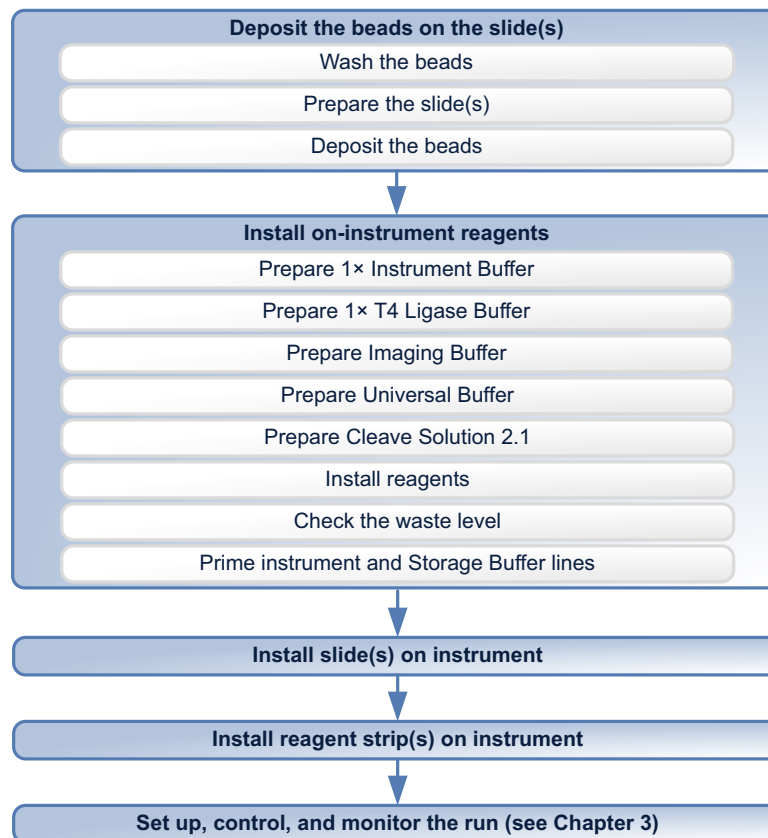 Deposit the beads on the slide(s)
Wash the beads
Prepare the slide(s)
Deposit the beads
Install on-instrument reagents
Prepare 1× Instrument Buffer
Prepare 1× T4 Ligase Buffer
Prepare Imaging Buffer
Prepare Universal Buffer
Prepare Cleave Solution 2.1
Install reagents
Check the waste level
Prime instrument and Storage Buffer lines
Install slide(s) on instrument
Install reagent strip(s) on instrument
Set up, control, and monitor the run (see Chapter 3)